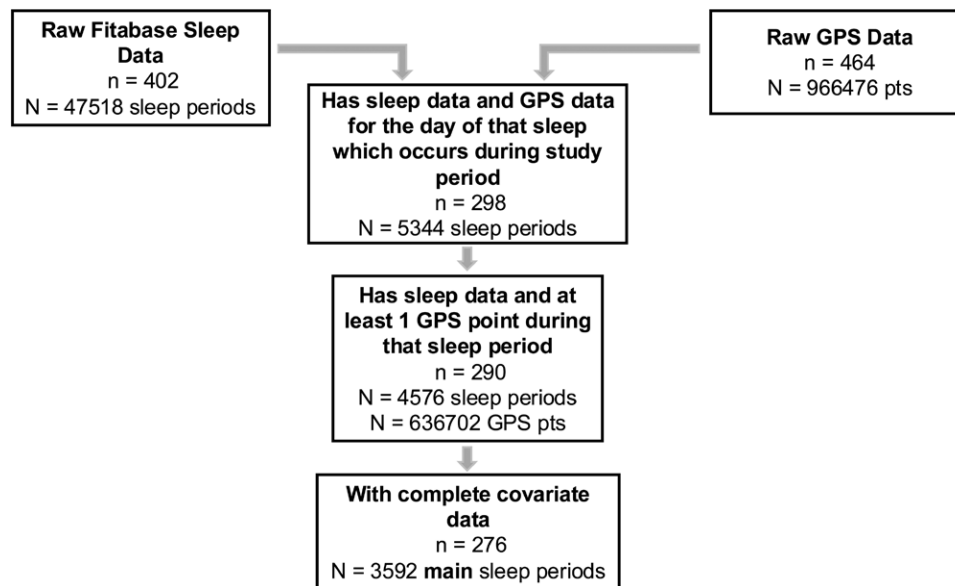 Raw Fitabase Sleep
Data
n = 402
N = 47518 sleep periods
Raw GPS Data
n = 464
N = 966476 pts
Has sleep data and GPS data
for the day of that sleep
which occurs during study
period
n = 298
N = 5344 sleep periods
Has sleep data and at
least 1 GPS point during
that sleep period
n = 290
N = 4576 sleep periods
N = 636702 GPS pts
With complete covariate
data
n = 276
N = 3592 main sleep periods